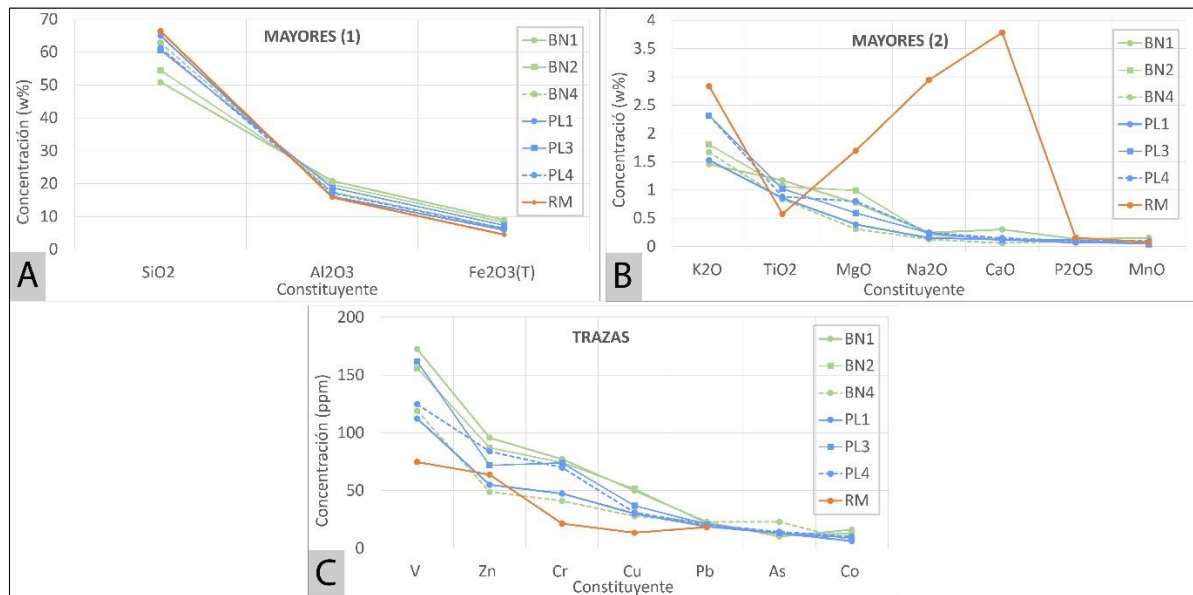 MAYORES (1)
Concentración (w%)
70
60
50
40
30
20
10
0
SiO2
Al2O3
Fe2O3(T)
Constituyente
BN1
BN2
BN4
PL1
PL3
PL4
RM
A
MAYORES (2)
Concentració (w%)
4
3.5
3
2.5
2
1.5
1
0.5
0
K2O
TiO2
MgO
Na2O
CaO
P2O5
MnO
Constituyente
BN1
BN2
BN4
PL1
PL3
PL4
RM
B
TRAZAS
Concentración (ppm)
200
150
100
50
0
V
Zn
Cr
Cu
Pb
As
Co
Constituyente
BN1
BN2
BN4
PL1
PL3
PL4
RM
C